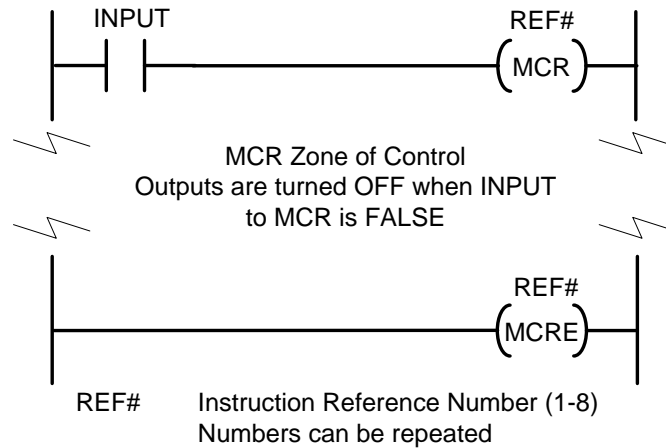 INPUT REF#
MCR
MCR Zone of Control
Outputs are turned OFF when INPUT
to MCR is FALSE
REF#
MCRE
REF# Instruction Reference Number (1-8)
Numbers can be repeated